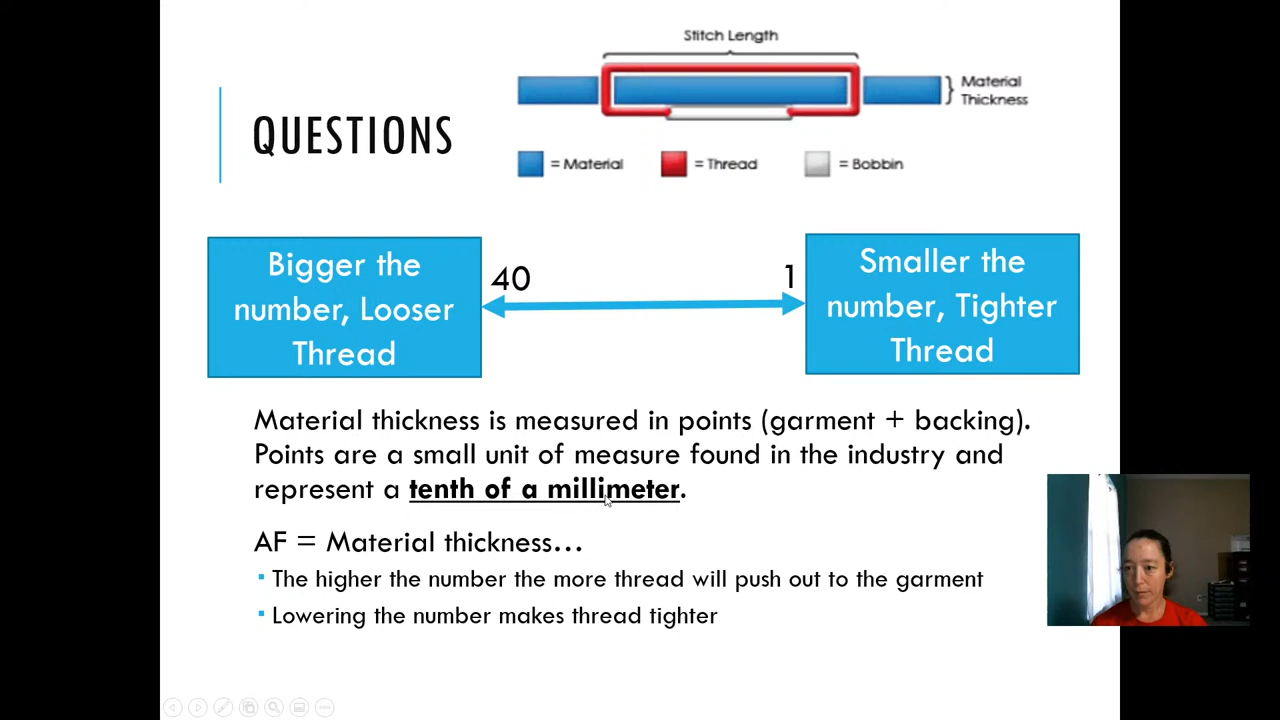 Stitch Length
Material
Thickness
= Material
= Thread
= Bobbin
QUESTIONS
Bigger the
number, Looser
Thread
40
1
Smaller the
number, Tighter
Thread
Material thickness is measured in points (garment + backing).
Points are a small unit of measure found in the industry and
represent a tenth of a millimeter.
AF = Material thickness…
▪ The higher the number the more thread will push out to the garment
▪ Lowering the number makes thread tighter